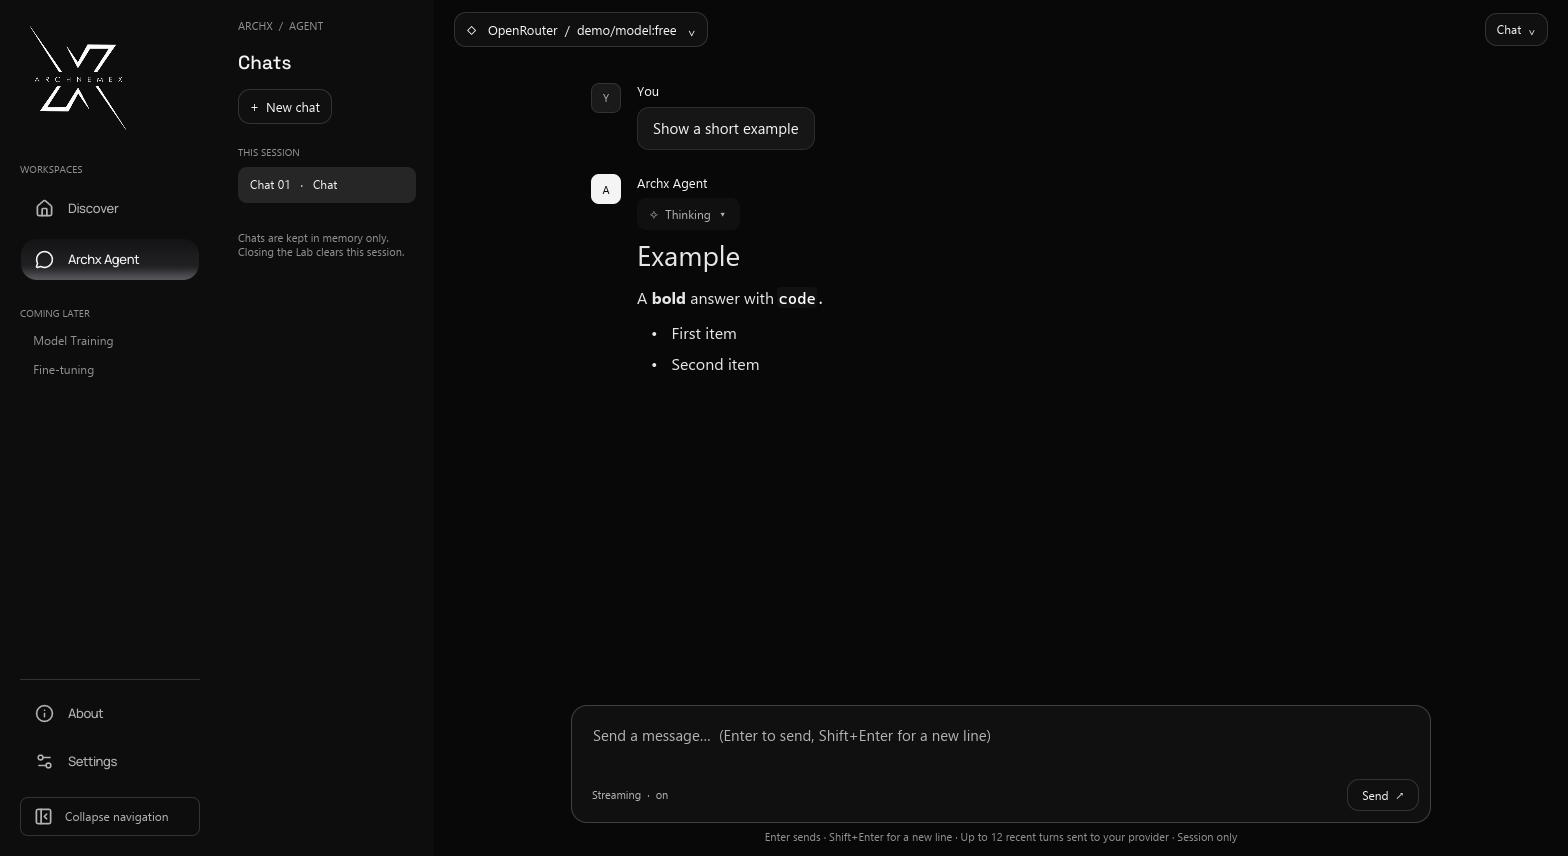 ARCHNEMEX
WORKSPACES
Discover
Archx Agent
COMING LATER
Model Training
Fine-tuning
About
Settings
Collapse navigation
ARCHX / AGENT
Chats
+ New chat
THIS SESSION
Chat 01 · Chat
Chats are kept in memory only.
Closing the Lab clears this session.
OpenRouter / demo/model:free
Chat
Y
You
Show a short example
A
Archx Agent
Thinking
Example
A bold answer with code.
• First item
• Second item
Send a message... (Enter to send, Shift+Enter for a new line)
Streaming · on
Send ↗
Enter sends · Shift+Enter for a new line · Up to 12 recent turns sent to your provider · Session only